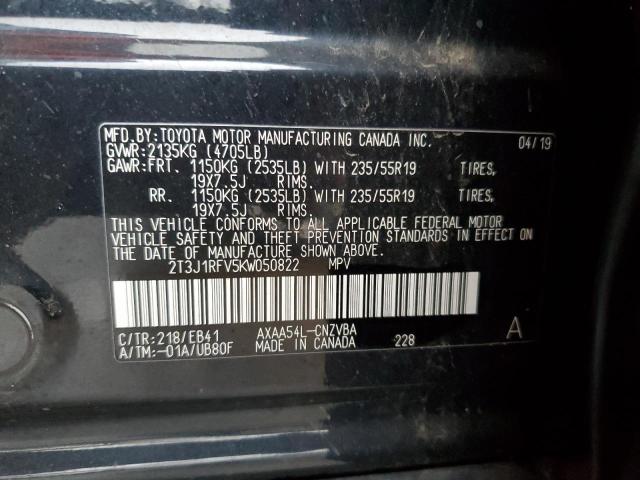 MFD.BY:TOYOTA MOTOR MANUFACTURING CANADA INC. 04/19
GVWR:2135KG (4705LB)
GAWR:FRT. 1150KG (2535LB) WITH 235/55R19 TIRES,
19X7.5J RIMS.
RR. 1150KG (2535LB) WITH 235/55R19 TIRES,
19X7.5J RIMS.
THIS VEHICLE CONFORMS TO ALL APPLICABLE FEDERAL MOTOR
VEHICLE SAFETY AND THEFT PREVENTION STANDARDS IN EFFECT ON
THE DATE OF MANUFACTURE SHOWN ABOVE.
2T3J1RFV5KW050822 MPV
C/TR:218/EB41 AXAA54L-CNZVBA A
A/TM:-01A/UB80F MADE IN CANADA 228